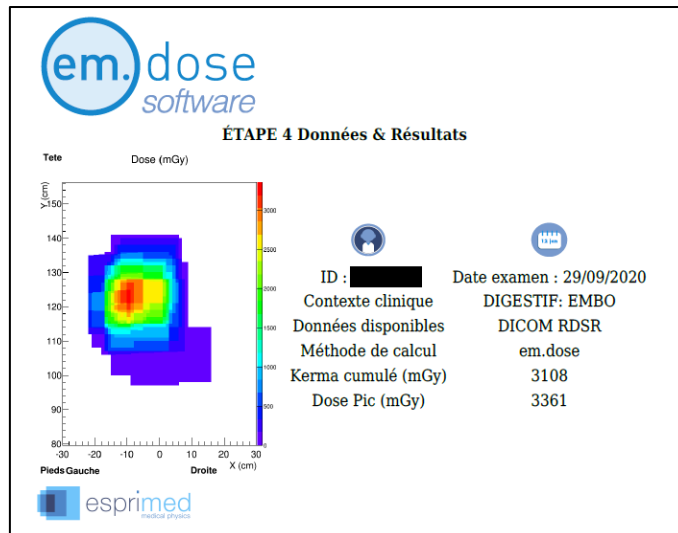 em.dose
software
ÉTAPE 4 Données & Résultats
Tete
Dose (mGy)
Y (cm)
150
140
130
120
110
100
90
80
-30 -20 -10 0 10 20 30
X (cm)
Pieds Gauche Droite
3000
2500
2000
1500
1000
500
0
ID :
Date examen : 29/09/2020
Contexte clinique DIGESTIF: EMBO
Données disponibles DICOM RDSR
Méthode de calcul em.dose
Kerma cumulé (mGy) 3108
Dose Pic (mGy) 3361
esprimed
medical physics